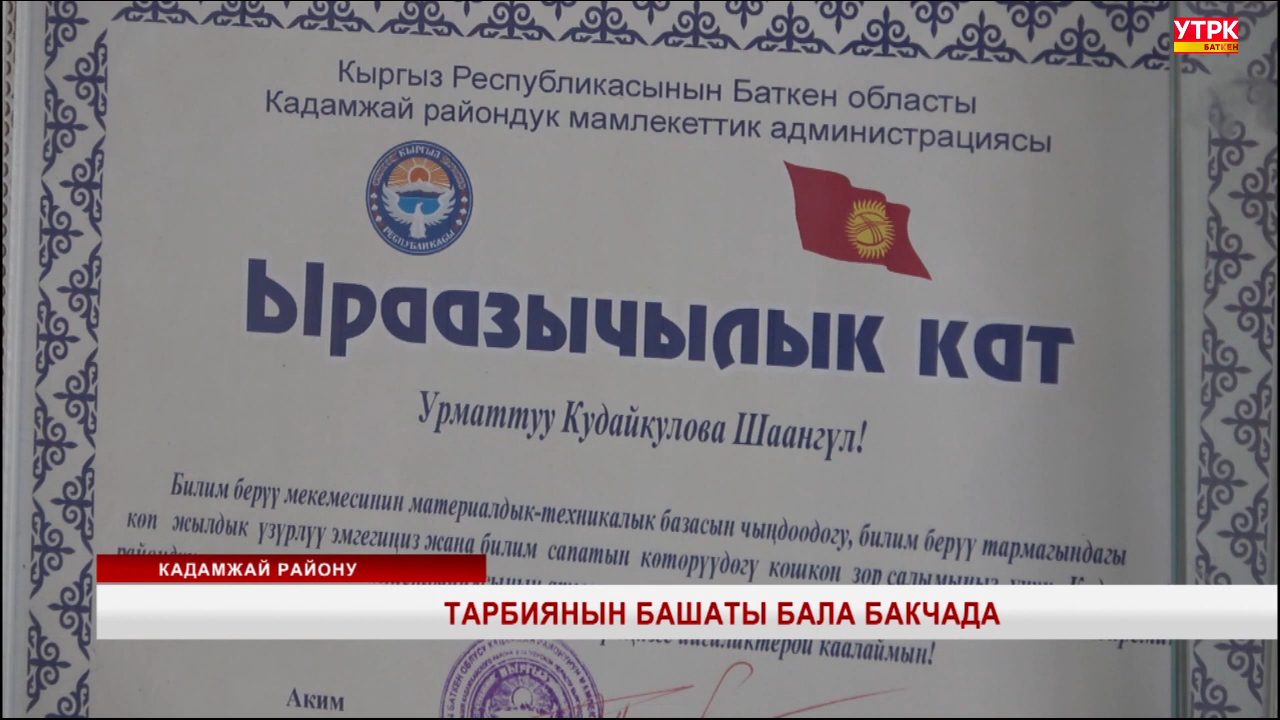 УТРК
БАТКЕН
Кыргыз Республикасынын Баткен областы
Кадамжай райондук мамлекеттик администрациясы
КЫРГЫЗ
РЕСПУБЛИКАСЫ
Ыраазычылык кат
Урматтуу Кудайкулова Шаангүл!
Билим берүү мекемесинин материалдык-техникалык базасын чыңдоодогу, билим берүү тармагындагы
көп жылдык үзүрлүү эмгегиңиз жана билим сапатын көтөрүүдөгү кошкон зор салымыңыз үчүн
КАДАМЖАЙ РАЙОНУ
ТАРБИЯНЫН БАШАТЫ БАЛА БАКЧАДА
ийгиликтерди каалаймын!
Аким